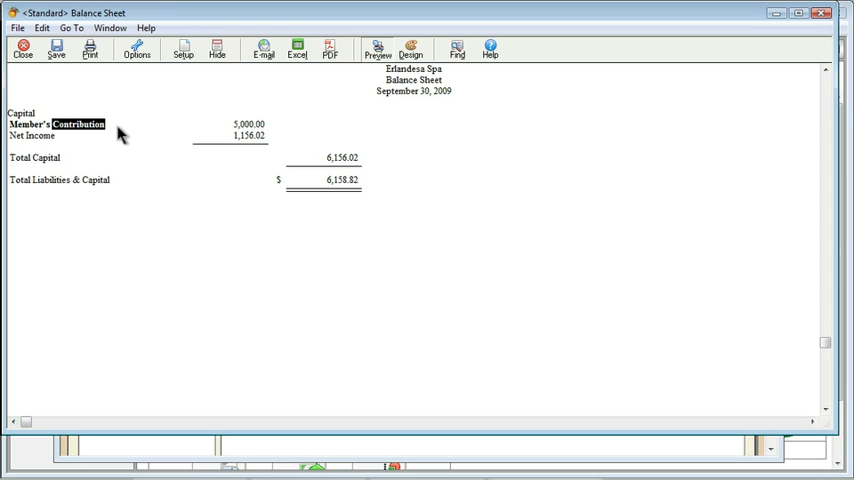 <Standard> Balance Sheet
File Edit Go To Window Help
Close Save Print Options Setup Hide E-mail Excel PDF Preview Design Find Help
Erlandesa Spa
Balance Sheet
September 30, 2009
Capital
Member's Contribution 5,000.00
Net Income 1,156.02
Total Capital 6,156.02
Total Liabilities & Capital $ 6,158.82